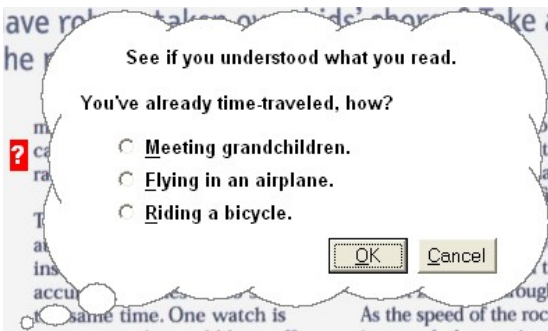 See if you understood what you read.
You've already time-traveled, how?
Meeting grandchildren.
Flying in an airplane.
Riding a bicycle.
OK Cancel
?
same time. One watch is
As the speed of the roc